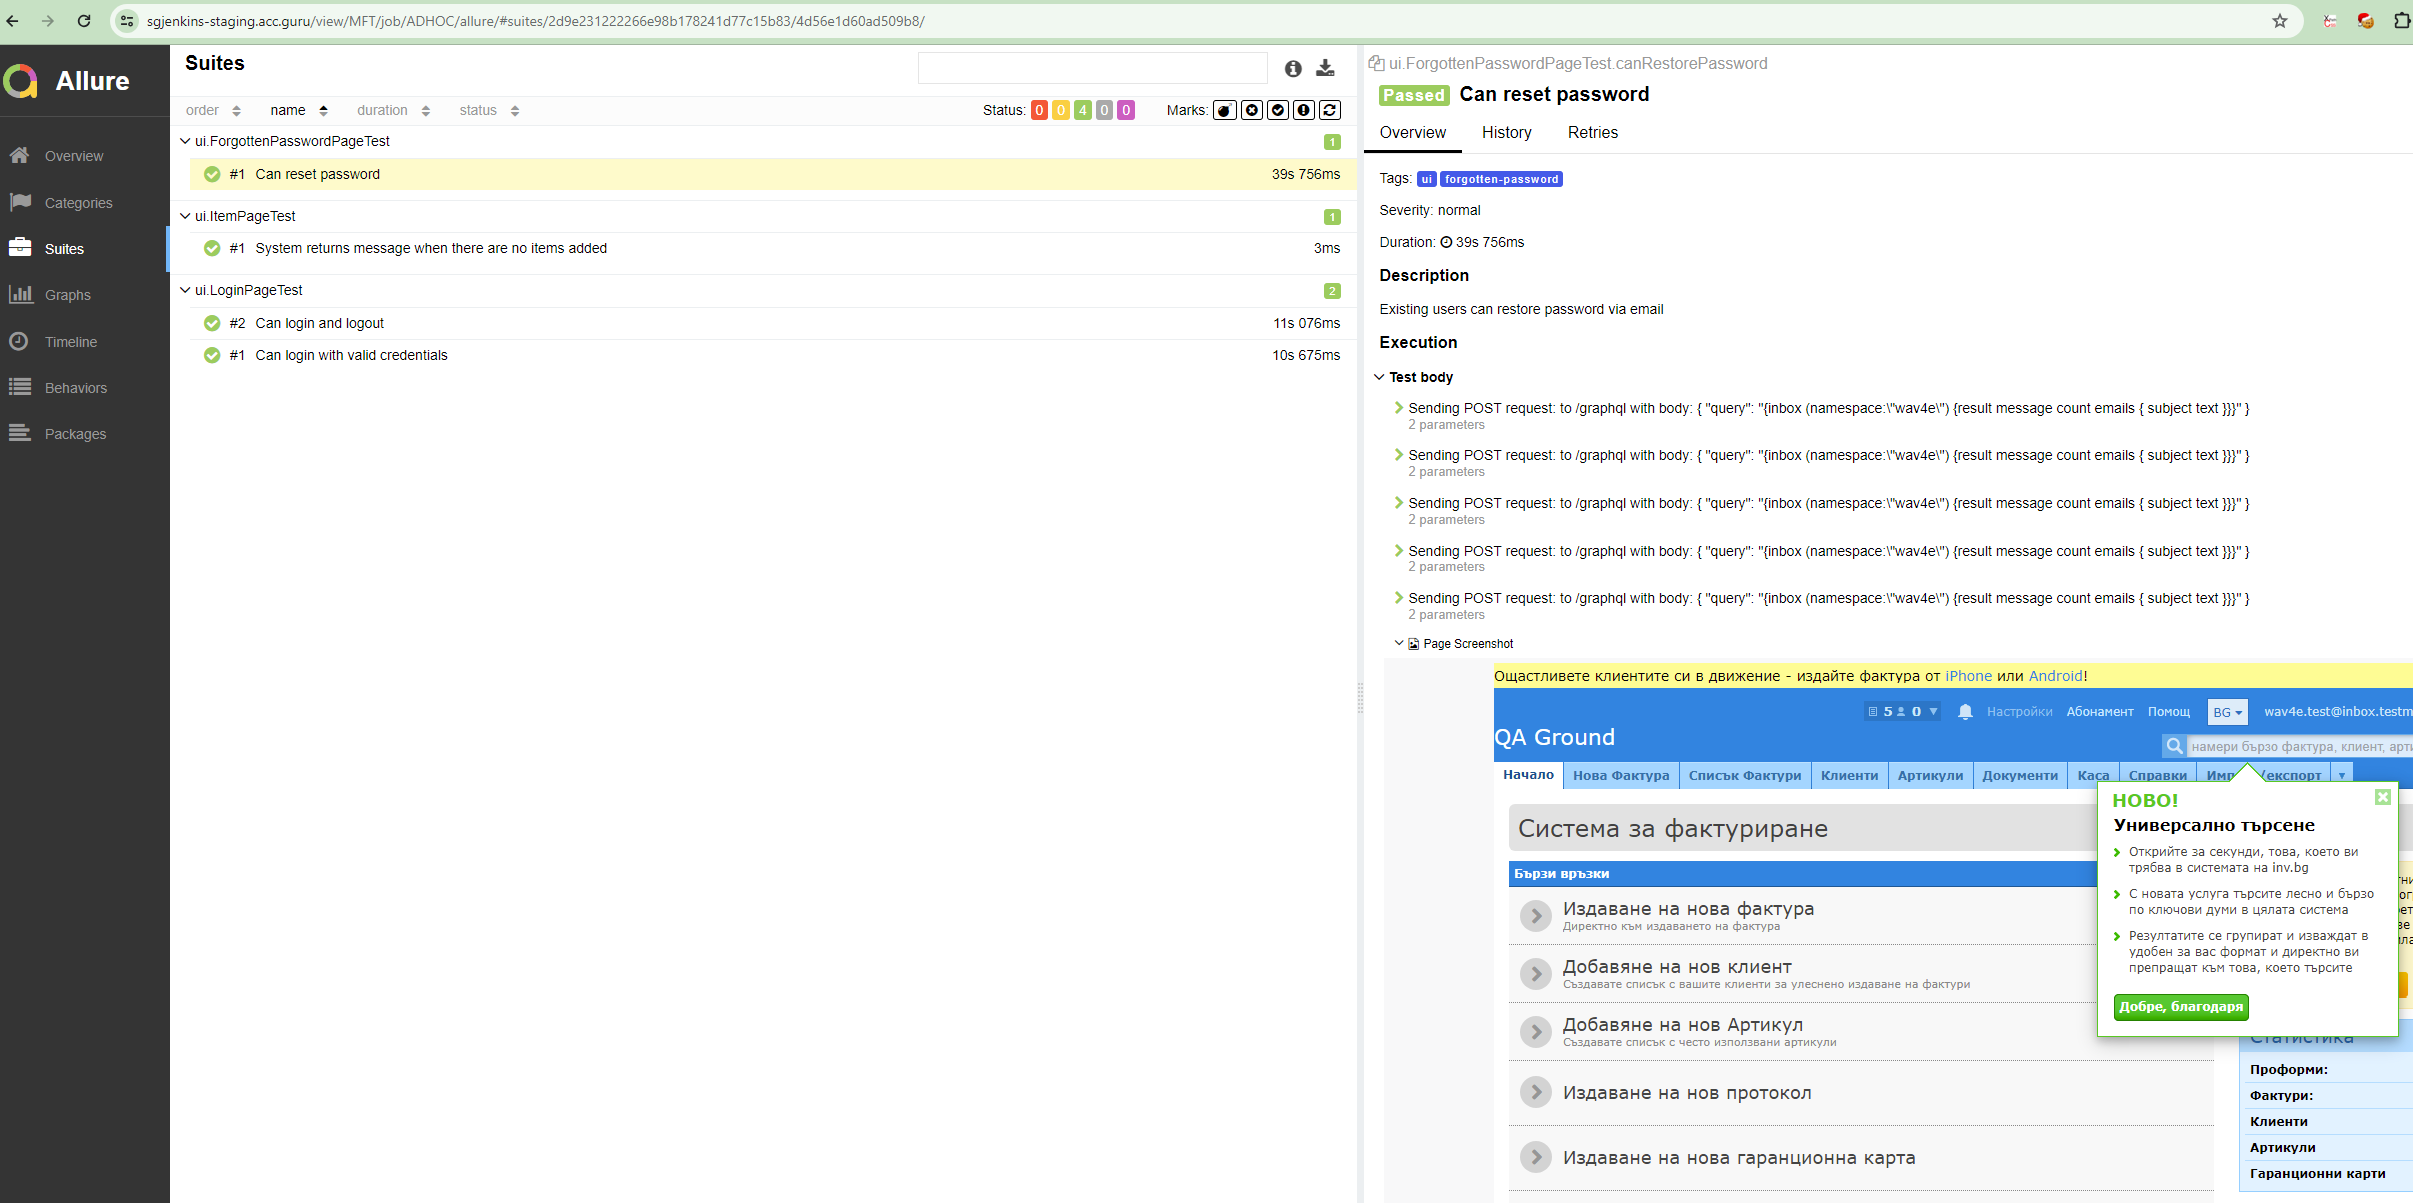 sgjenkins-staging.acc.guru/view/MFT/job/ADHOC/allure/#suites/2d9e231222266e98b178241d77c15b83/4d56e1d60ad509b8/
Allure
Overview
Categories
Suites
Graphs
Timeline
Behaviors
Packages
Suites
order name duration status
Status: 0 0 4 0 0 Marks:
ui.ForgottenPasswordPageTest 1
#1 Can reset password 39s 756ms
ui.ItemPageTest 1
#1 System returns message when there are no items added 3ms
ui.LoginPageTest 2
#2 Can login and logout 11s 076ms
#1 Can login with valid credentials 10s 675ms
ui.ForgottenPasswordPageTest.canRestorePassword
Passed Can reset password
Overview History Retries
Tags: ui forgotten-password
Severity: normal
Duration: 39s 756ms
Description
Existing users can restore password via email
Execution
Test body
Sending POST request: to /graphql with body: { "query": "{inbox (namespace:\"wav4e\") {result message count emails { subject text }}}" }
2 parameters
Sending POST request: to /graphql with body: { "query": "{inbox (namespace:\"wav4e\") {result message count emails { subject text }}}" }
2 parameters
Sending POST request: to /graphql with body: { "query": "{inbox (namespace:\"wav4e\") {result message count emails { subject text }}}" }
2 parameters
Sending POST request: to /graphql with body: { "query": "{inbox (namespace:\"wav4e\") {result message count emails { subject text }}}" }
2 parameters
Sending POST request: to /graphql with body: { "query": "{inbox (namespace:\"wav4e\") {result message count emails { subject text }}}" }
2 parameters
Page Screenshot
Ощастливете клиентите си в движение - издайте фактура от iPhone или Android!
5 0 Настройки Абонамент Помощ BG wav4e.test@inbox.testm
QA Ground
намери бързо фактура, клиент, арти
Начало Нова Фактура Списък Фактури Клиенти Артикули Документи Каса Справки Имп /експорт
НОВО!
Универсално търсене
Открийте за секунди, това, което ви
трябва в системата на inv.bg
С новата услуга търсите лесно и бързо
по ключови думи в цялата система
Резултатите се групират и изваждат в
удобен за вас формат и директно ви
препращат към това, което търсите
Добре, благодаря
Система за фактуриране
Бързи връзки
Издаване на нова фактура
Директно към издаването на фактура
Добавяне на нов клиент
Създавате списък с вашите клиенти за улеснено издаване на фактури
Добавяне на нов Артикул
Създавате списък с често използвани артикули
Издаване на нов протокол
Издаване на нова гаранционна карта
Статистика
Проформи:
Фактури:
Клиенти
Артикули
Гаранционни карти